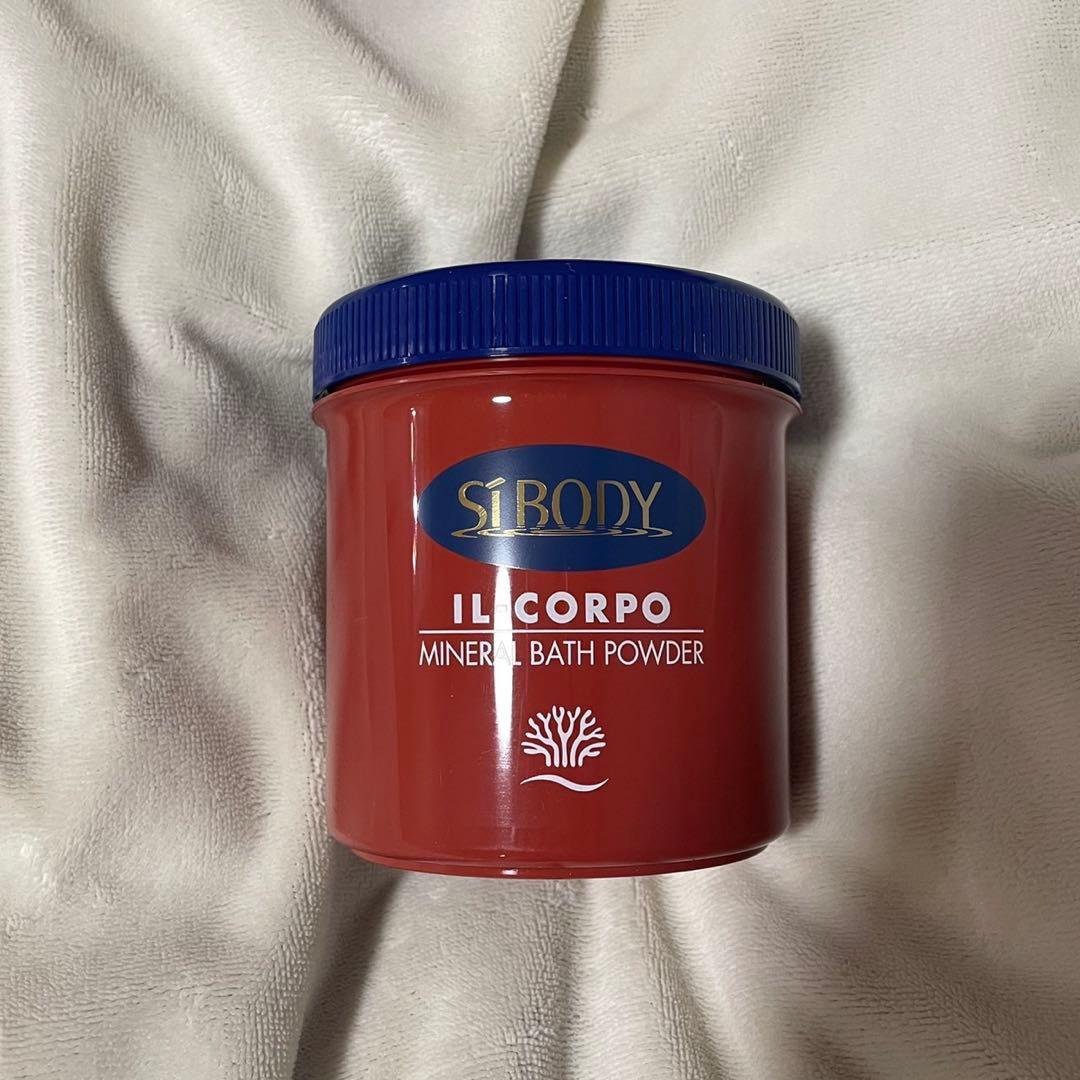 Sí BODY
IL-CORPO
MINERAL BATH POWDER